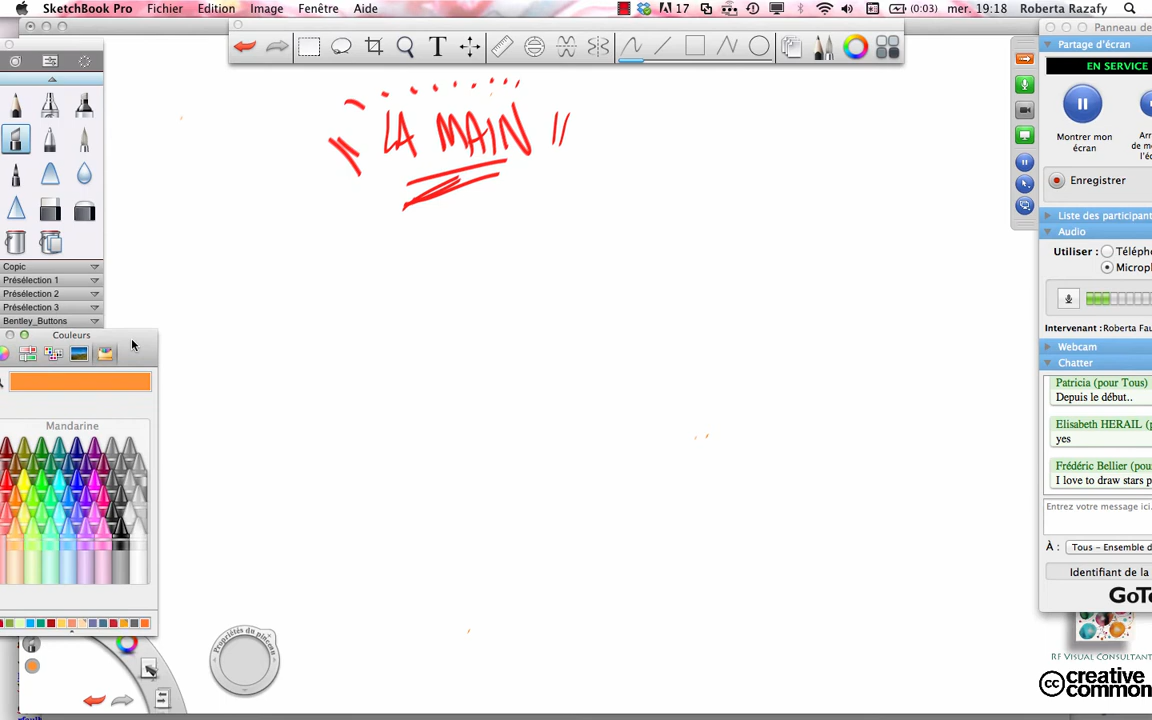 SketchBook Pro Fichier Edition Image Fenêtre Aide 17 (0:03) mer. 19:18 Roberta Razafy
Panneau de
Partage d'écran
EN SERVICE
Montrer mon
écran
Enregistrer
Liste des participant
Audio
Utiliser :
Intervenant :
Webcam
Chatter
Patricia (pour Tous)
Depuis le début..
Elisabeth HERAIL
yes
Frédéric Bellier
I love to draw stars
Entrez votre message ici.
À : Tous – Ensemble
Identifiant de la
RF VISUAL CONSULTANT
cc creative
LA MAIN
Copic
Présélection 1
Présélection 2
Présélection 3
Bentley_Buttons
Couleurs
Mandarine
Propriétés du pinceau